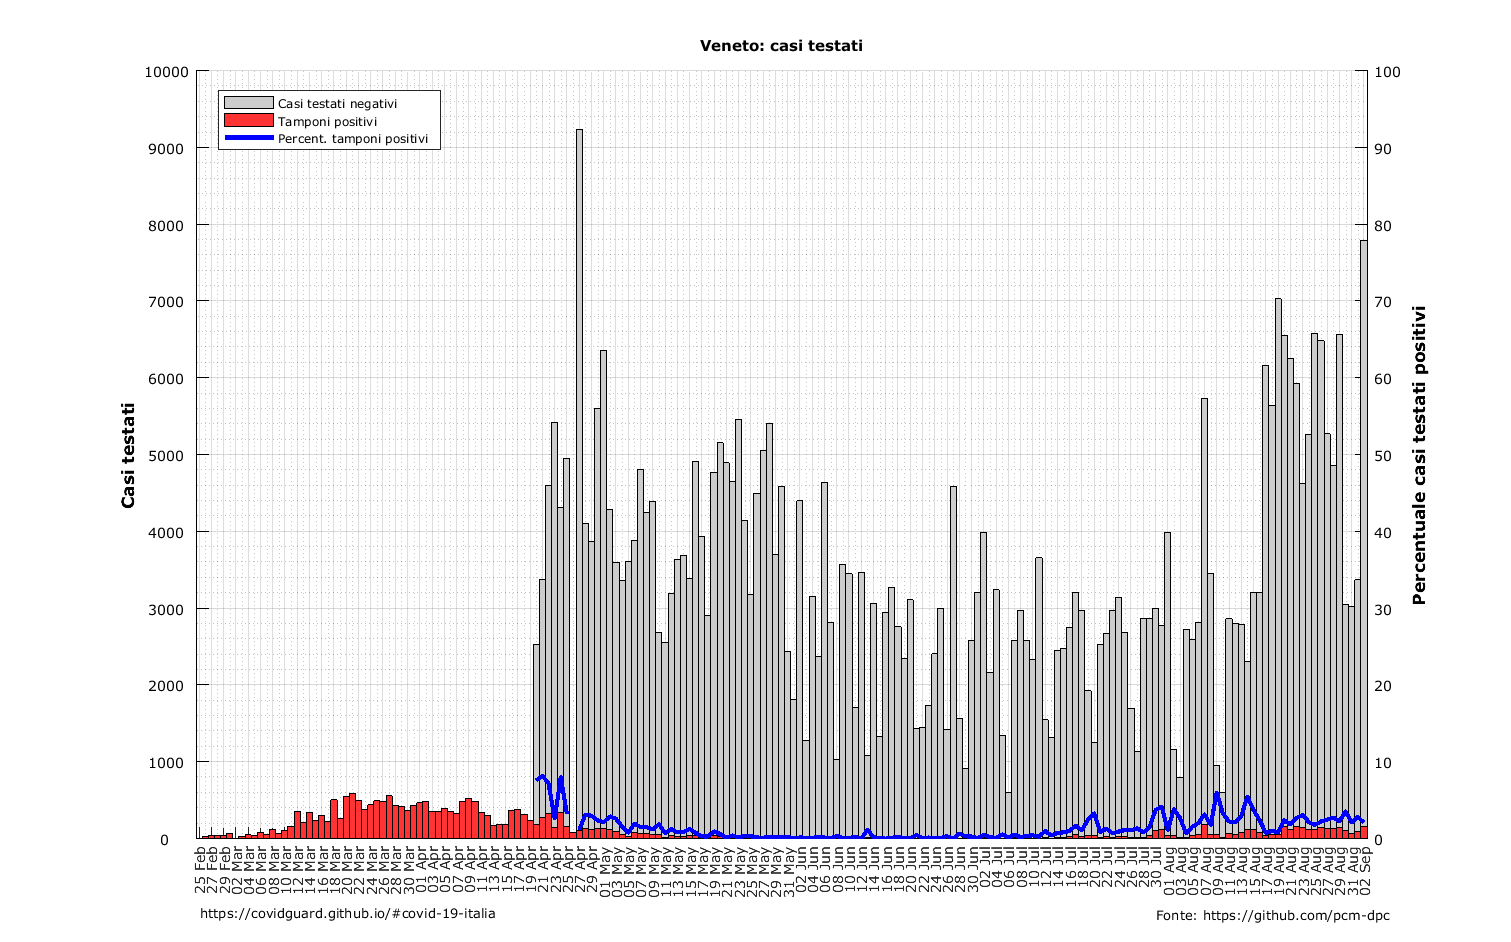 Veneto: casi testati
Casi testati negativi
Tamponi positivi
Percent. tamponi positivi
Casi testati
10000
9000
8000
7000
6000
5000
4000
3000
2000
1000
0
100
90
80
70
60
50
40
30
20
10
0
Percentuale casi testati positivi
25 Feb
27 Feb
29 Feb
02 Mar
04 Mar
06 Mar
08 Mar
10 Mar
12 Mar
14 Mar
16 Mar
18 Mar
20 Mar
22 Mar
24 Mar
26 Mar
28 Mar
30 Mar
01 Apr
03 Apr
05 Apr
07 Apr
09 Apr
11 Apr
13 Apr
15 Apr
17 Apr
19 Apr
21 Apr
23 Apr
25 Apr
27 Apr
29 Apr
01 May
03 May
05 May
07 May
09 May
11 May
13 May
15 May
17 May
19 May
21 May
23 May
25 May
27 May
29 May
31 May
02 Jun
04 Jun
06 Jun
08 Jun
10 Jun
12 Jun
14 Jun
16 Jun
18 Jun
20 Jun
22 Jun
24 Jun
26 Jun
28 Jun
30 Jun
02 Jul
04 Jul
06 Jul
08 Jul
10 Jul
12 Jul
14 Jul
16 Jul
18 Jul
20 Jul
22 Jul
24 Jul
26 Jul
28 Jul
30 Jul
01 Aug
03 Aug
05 Aug
07 Aug
09 Aug
11 Aug
13 Aug
15 Aug
17 Aug
19 Aug
21 Aug
23 Aug
25 Aug
27 Aug
29 Aug
31 Aug
02 Sep
https://covidguard.github.io/#covid-19-italia
Fonte: https://github.com/pcm-dpc